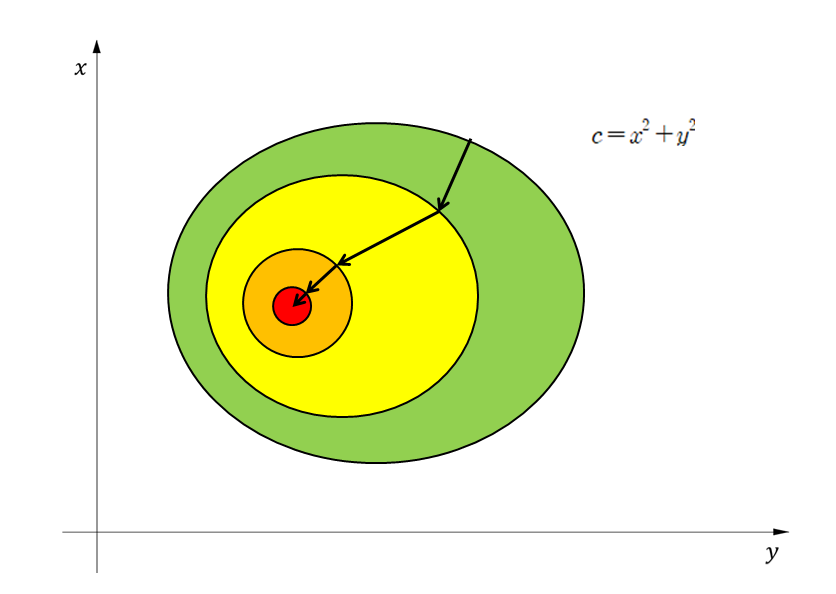 x
c = x² + y²
y